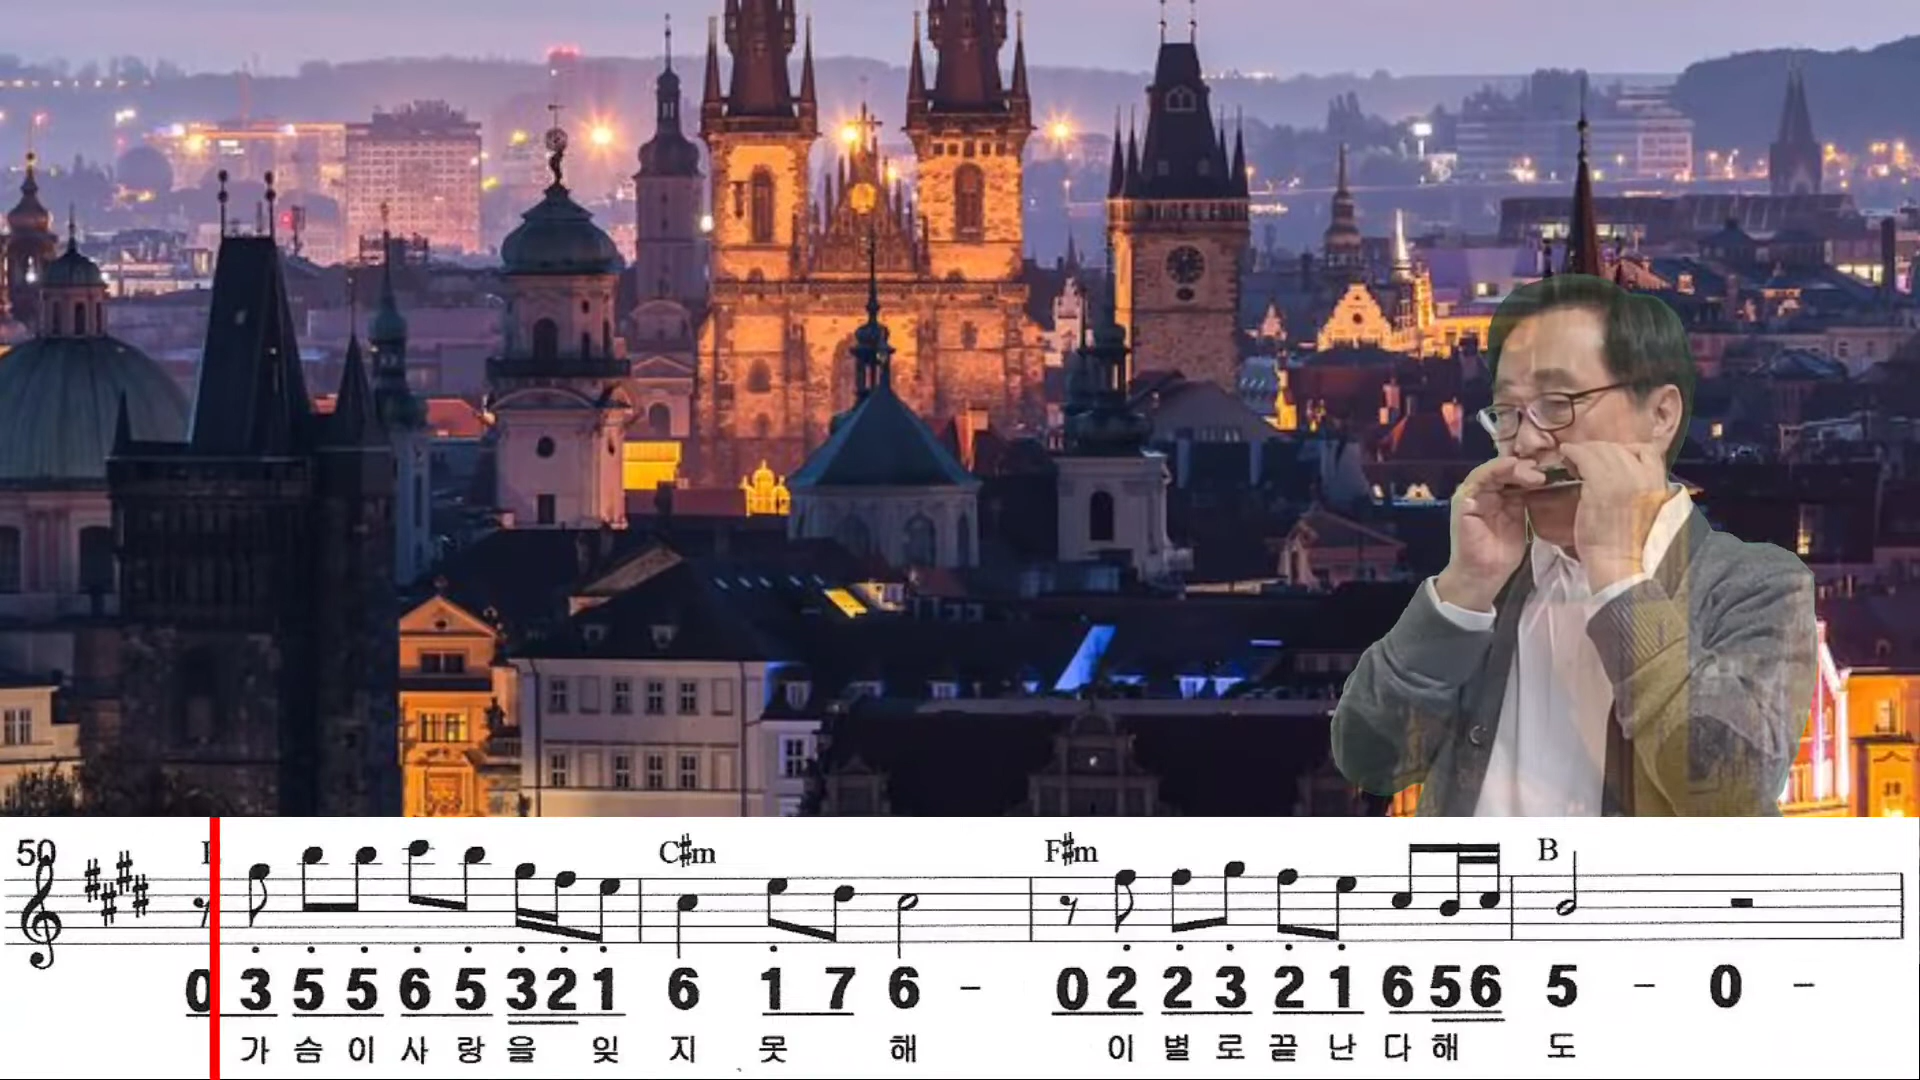 50
C#m F#m B
0 3 5 5 6 5 3 2 1 6 1 7 6 - 0 2 2 3 2 1 6 5 6 5 - 0 -
가 슴 이 사 랑 을 잊 지 못 해 이 별 로 끝 난 다 해 도